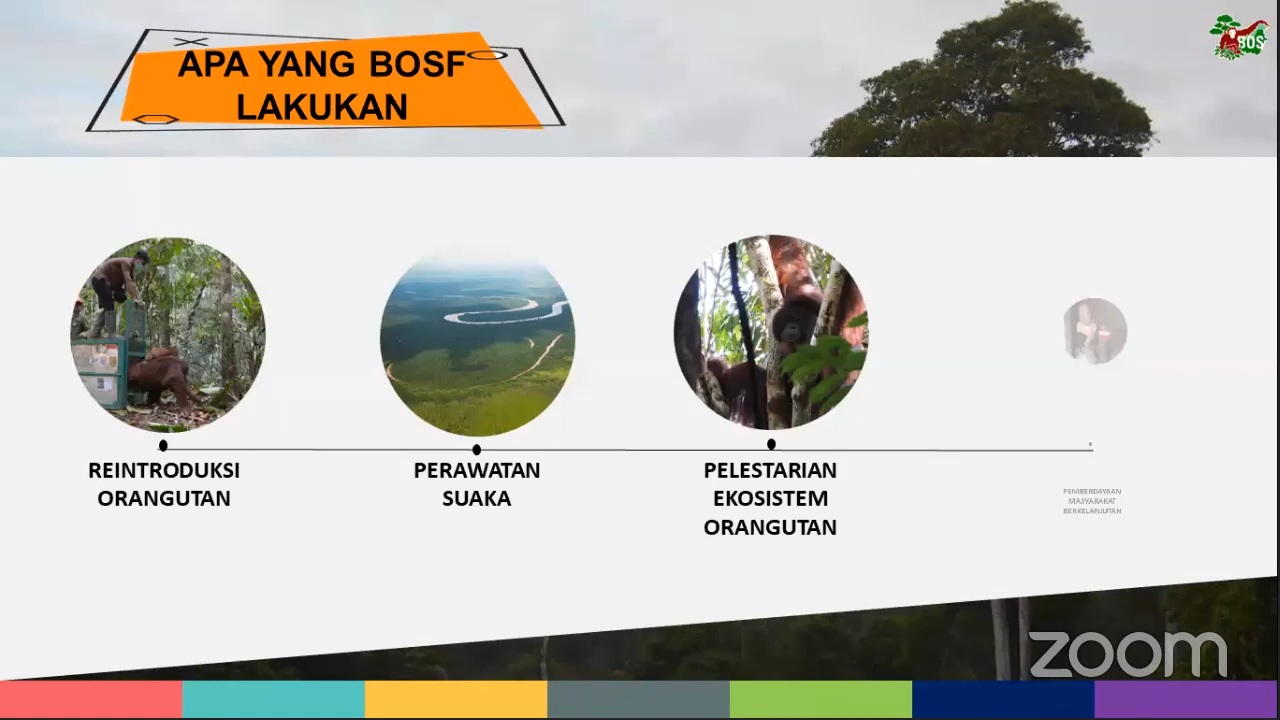 APA YANG BOSF
LAKUKAN
BOS
REINTRODUKSI
ORANGUTAN
PERAWATAN
SUAKA
PELESTARIAN
EKOSISTEM
ORANGUTAN
PEMBERDAYAAN
MASYARAKAT
BERKELANJUTAN
zoom